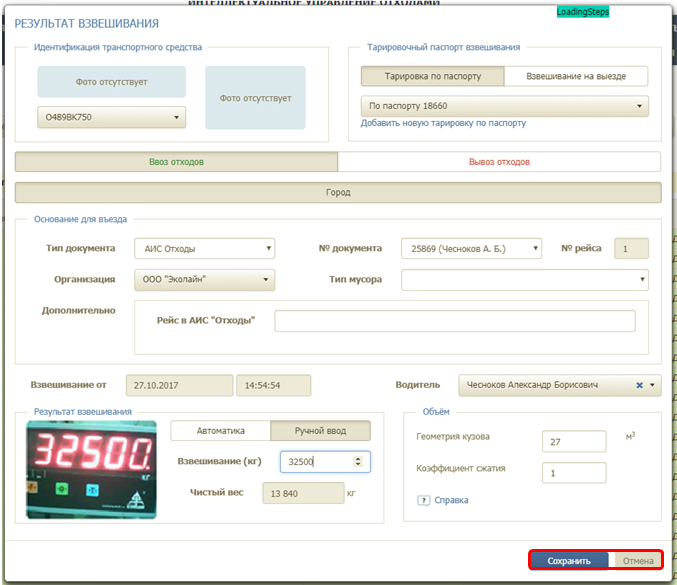 ИНТЕЛЛЕКТУАЛЬНОЕ УПРАВЛЕНИЕ ОТХОДАМИ
LoadingSteps
РЕЗУЛЬТАТ ВЗВЕШИВАНИЯ
Идентификация транспортного средства
Фото отсутствует
Фото отсутствует
О489ВК750
Тарировочный паспорт взвешивания
Тарировка по паспорту
Взвешивание на выезде
По паспорту 18660
Добавить новую тарировку по паспорту
Ввоз отходов
Вывоз отходов
Город
Основание для въезда
Тип документа
АИС Отходы
№ документа
25869 (Чесноков А. Б.)
№ рейса
1
Организация
ООО "Эколайн"
Тип мусора
Дополнительно
Рейс в АИС "Отходы"
Взвешивание от
27.10.2017
14:54:54
Водитель
Чесноков Александр Борисович
Результат взвешивания
32500.
Автоматика
Ручной ввод
Взвешивание (кг)
32500
Чистый вес
13 840
кг
Объём
Геометрия кузова
27
м³
Коэффициент сжатия
1
? Справка
Сохранить
Отмена